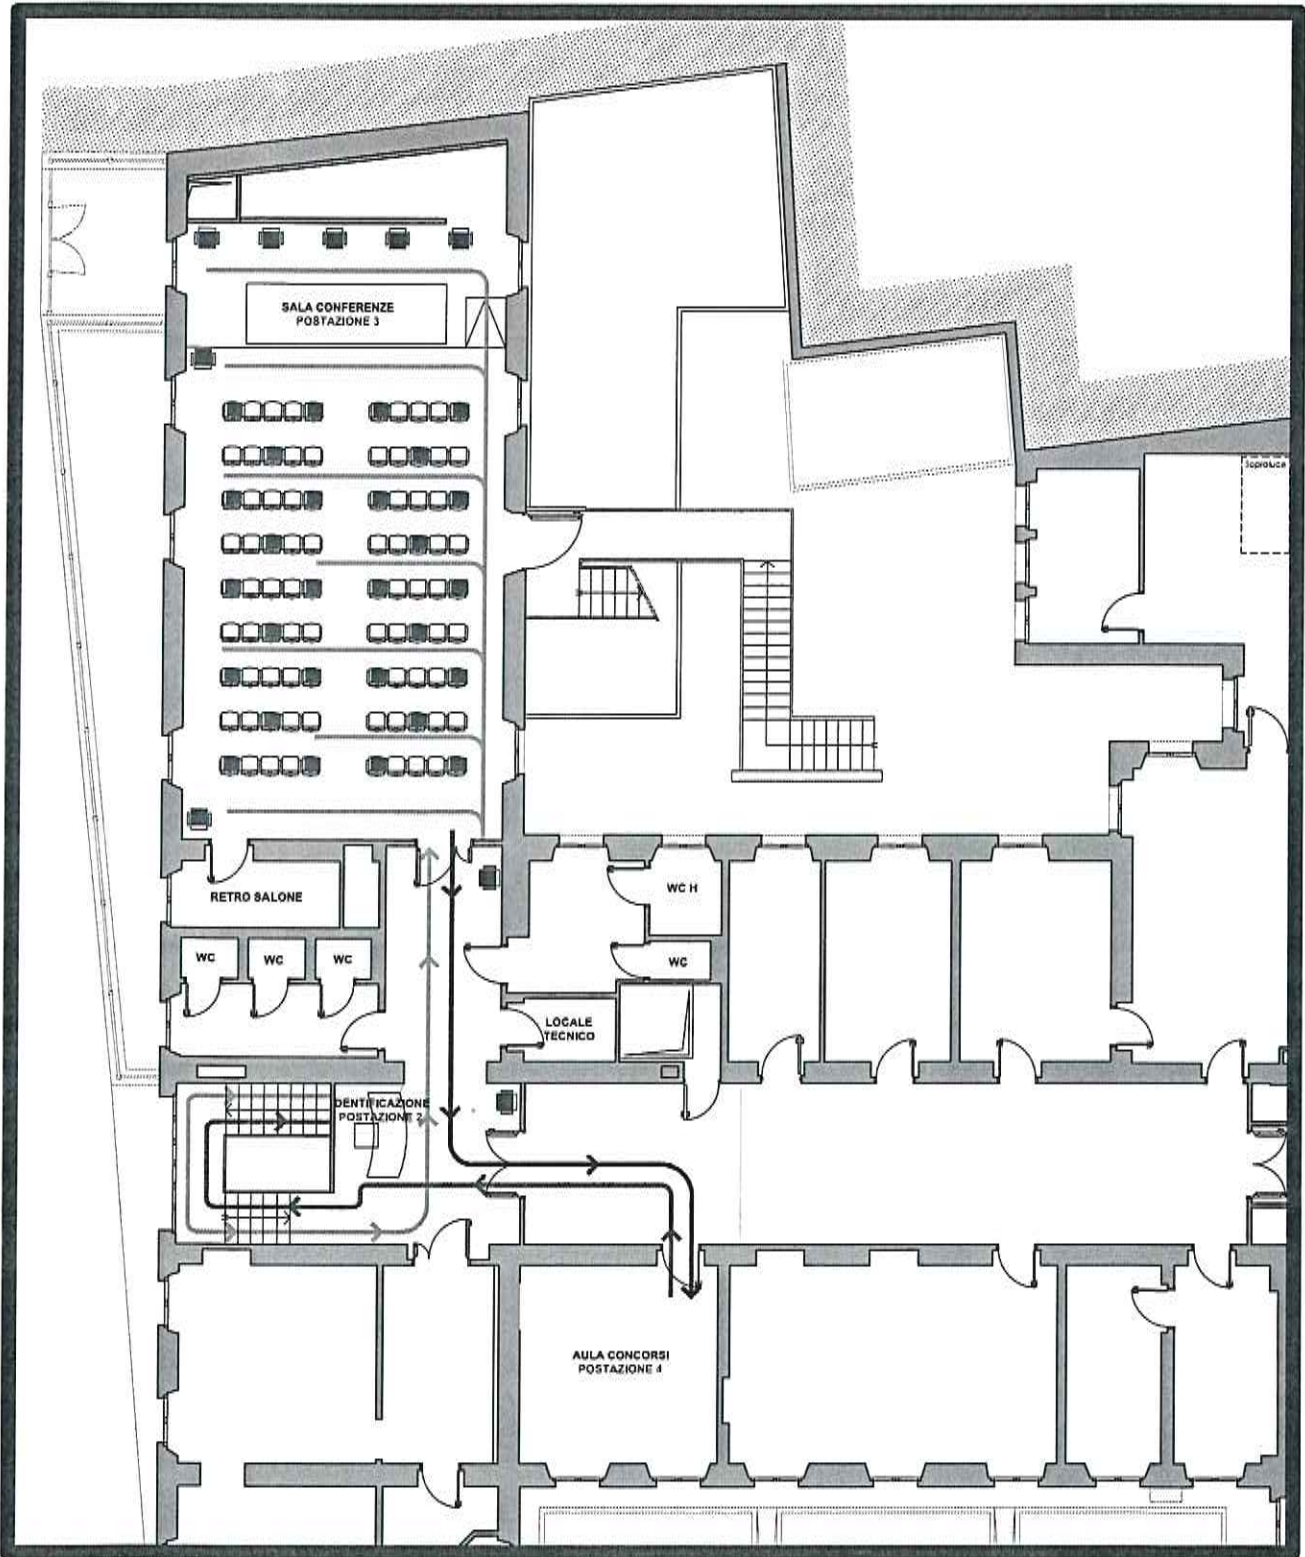 SALA CONFERENZE
POSTAZIONE 3
Sopraluce
RETRO SALONE
WC H
WC
WC
WC
WC
LOCALE
TECNICO
DENTIFICAZIONE
POSTAZIONE 2
AULA CONCORSI
POSTAZIONE 4